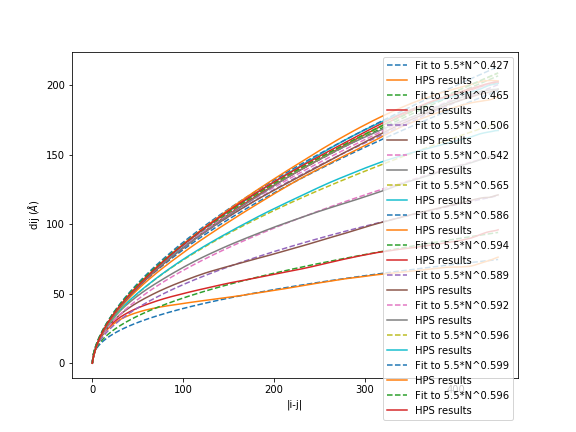 Fit to 5.5*N^0.427
HPS results
Fit to 5.5*N^0.465
HPS results
Fit to 5.5*N^0.506
HPS results
Fit to 5.5*N^0.542
HPS results
Fit to 5.5*N^0.565
HPS results
Fit to 5.5*N^0.586
HPS results
Fit to 5.5*N^0.594
HPS results
Fit to 5.5*N^0.589
HPS results
Fit to 5.5*N^0.592
HPS results
Fit to 5.5*N^0.596
HPS results
Fit to 5.5*N^0.599
HPS results
Fit to 5.5*N^0.596
HPS results
200
150
100
50
0
dij (Å)
0 100 200 300 400
|i-j|